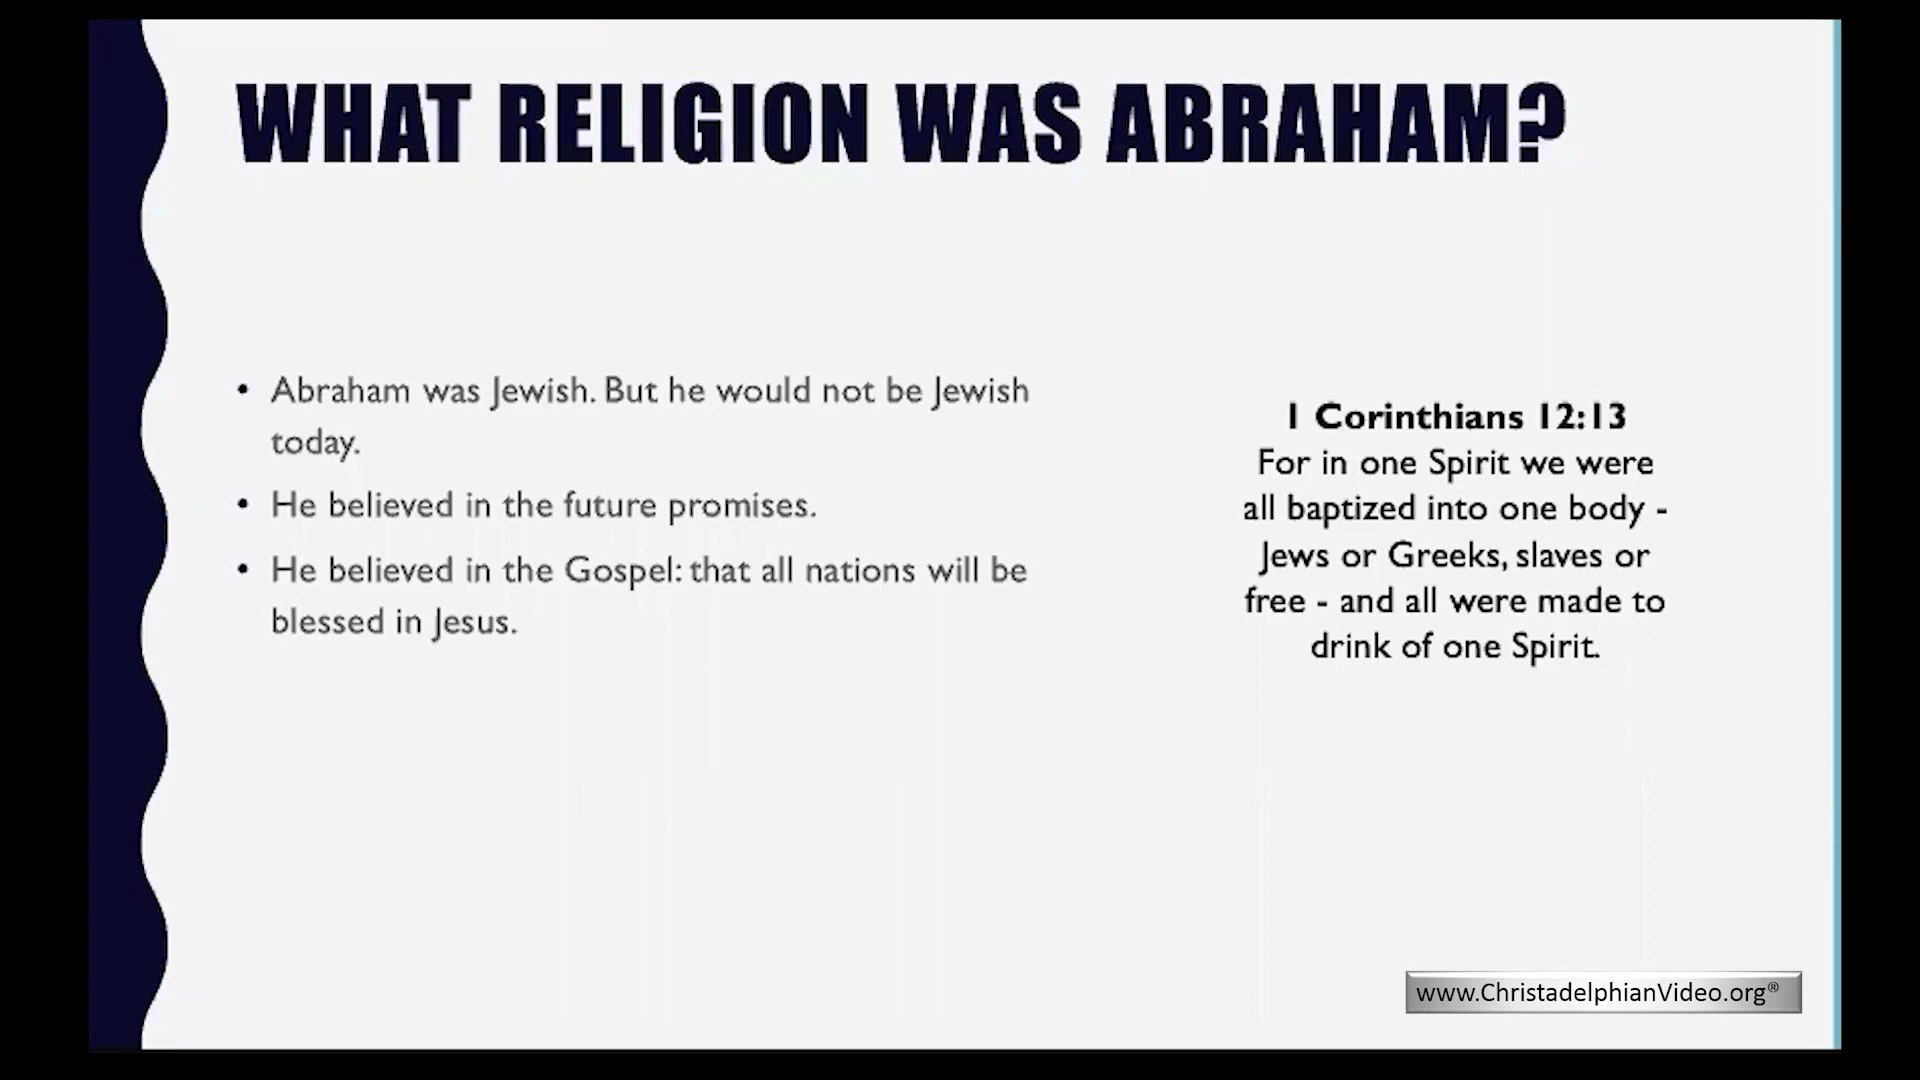 WHAT RELIGION WAS ABRAHAM?
• Abraham was Jewish. But he would not be Jewish
today.
• He believed in the future promises.
• He believed in the Gospel: that all nations will be
blessed in Jesus.
1 Corinthians 12:13
For in one Spirit we were
all baptized into one body -
Jews or Greeks, slaves or
free - and all were made to
drink of one Spirit.
www.ChristadelphianVideo.org®